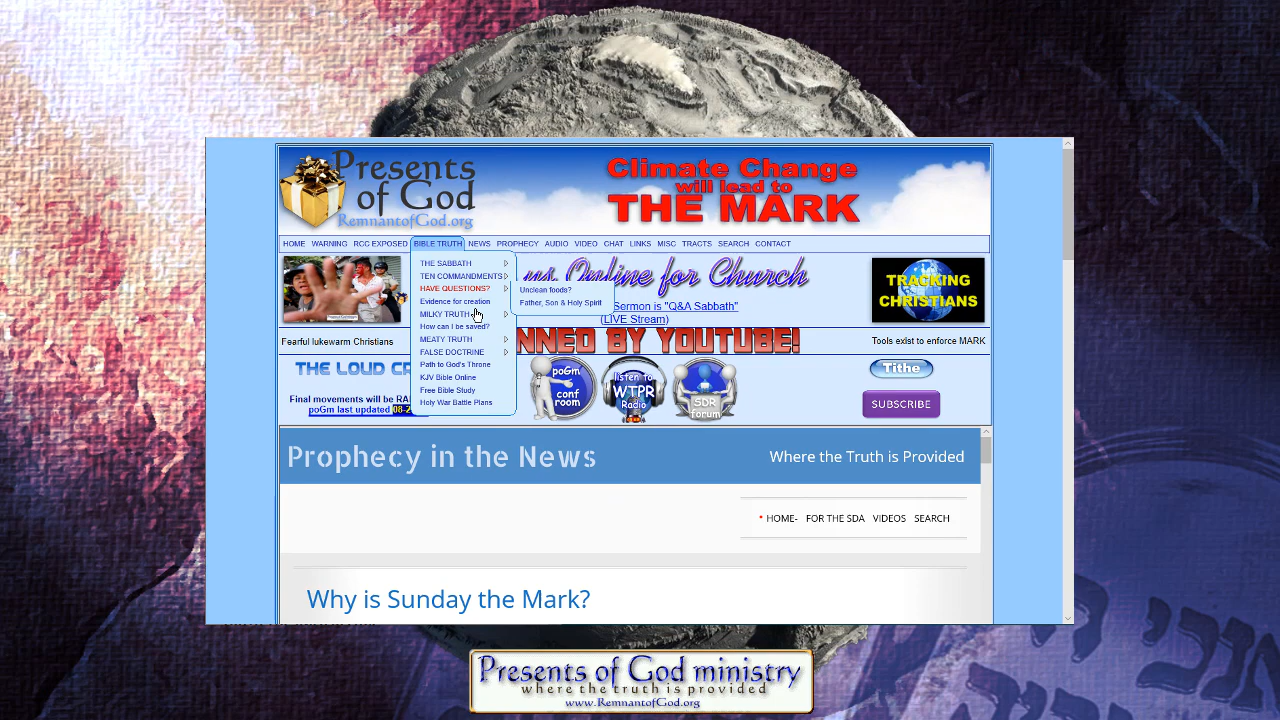 Presents
of God
RemnantofGod.org
Climate Change
will lead to
THE MARK
HOME WARNING RCC EXPOSED BIBLE TRUTH NEWS PROPHECY AUDIO VIDEO CHAT LINKS MISC TRACTS SEARCH CONTACT
THE SABBATH
TEN COMMANDMENTS
HAVE QUESTIONS?
Evidence for creation
MILKY TRUTH
How can I be saved?
MEATY TRUTH
FALSE DOCTRINE
Path to God's Throne
KJV Bible Online
Free Bible Study
Holy War Battle Plans
Unclean foods?
Father, Son & Holy Spirit
us Online for Church
Sermon is "Q&A Sabbath"
(LIVE Stream)
TRACKING
CHRISTIANS
Fearful lukewarm Christians
NNED BY YOUTUBE!
Tools exist to enforce MARK
THE LOUD CR
Final movements will be RA
poGm last updated 08-2
poGm
conf
room
listen to
WTPR
Radio
SDR
forum
Tithe
SUBSCRIBE
Prophecy in the News
Where the Truth is Provided
* HOME- FOR THE SDA VIDEOS SEARCH
Why is Sunday the Mark?
Presents of God ministry
where the truth is provided
www.RemnantofGod.org